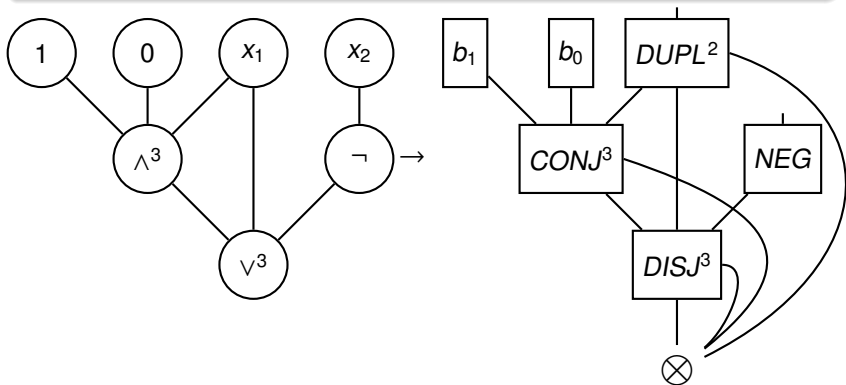 1 0 x₁ x₂ b₁ b₀ DUPL²
∧³ ¬ → CONJ³ NEG
∨³ DISJ³
⊗